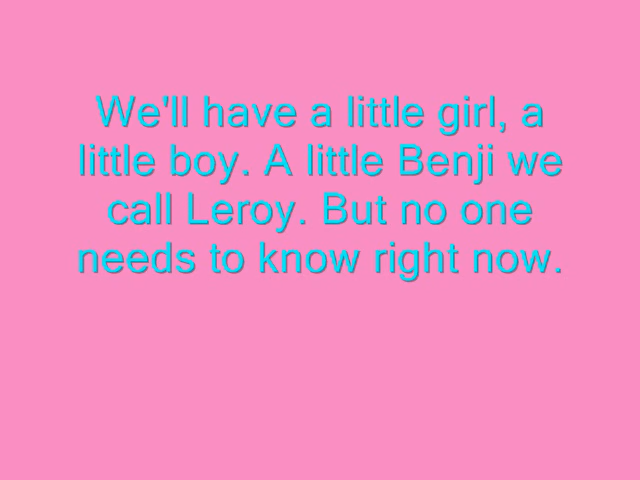 We'll have a little girl, a
little boy. A little Benji we
call Leroy. But no one
needs to know right now.